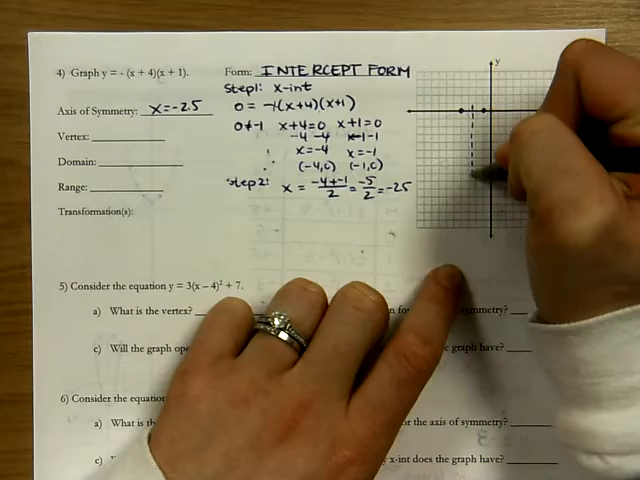 4) Graph y = - (x + 4)(x + 1).
Form: INTERCEPT FORM
Step1: x-int
0 = -1(x+4)(x+1)
Axis of Symmetry: x=-2.5
0≠-1 x+4=0 x+1=0
-4 -4 -1 -1
x=-4 x=-1
(-4,0) (-1,0)
Vertex:
Domain:
Step2: x = -4+-1/2 = -5/2 = -2.5
Range:
Transformation(s):
y
5) Consider the equation y = 3(x – 4)² + 7.
a) What is the vertex? symmetry?
c) Will the graph ope e graph have?
6) Consider the equation
a) What is th or the axis of symmetry?
c) x-int does the graph have?